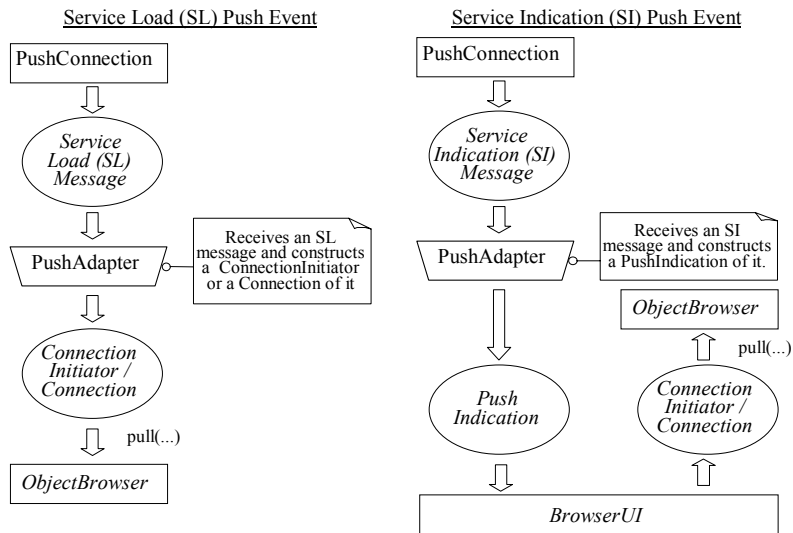 Service Load (SL) Push Event
PushConnection
Service
Load (SL)
Message
PushAdapter
Receives an SL
message and constructs
a ConnectionInitiator
or a Connection of it
Connection
Initiator /
Connection
pull(...)
ObjectBrowser
Service Indication (SI) Push Event
PushConnection
Service
Indication (SI)
Message
PushAdapter
Receives an SI
message and constructs
a PushIndication of it.
Push
Indication
BrowserUI
Connection
Initiator /
Connection
pull(...)
ObjectBrowser